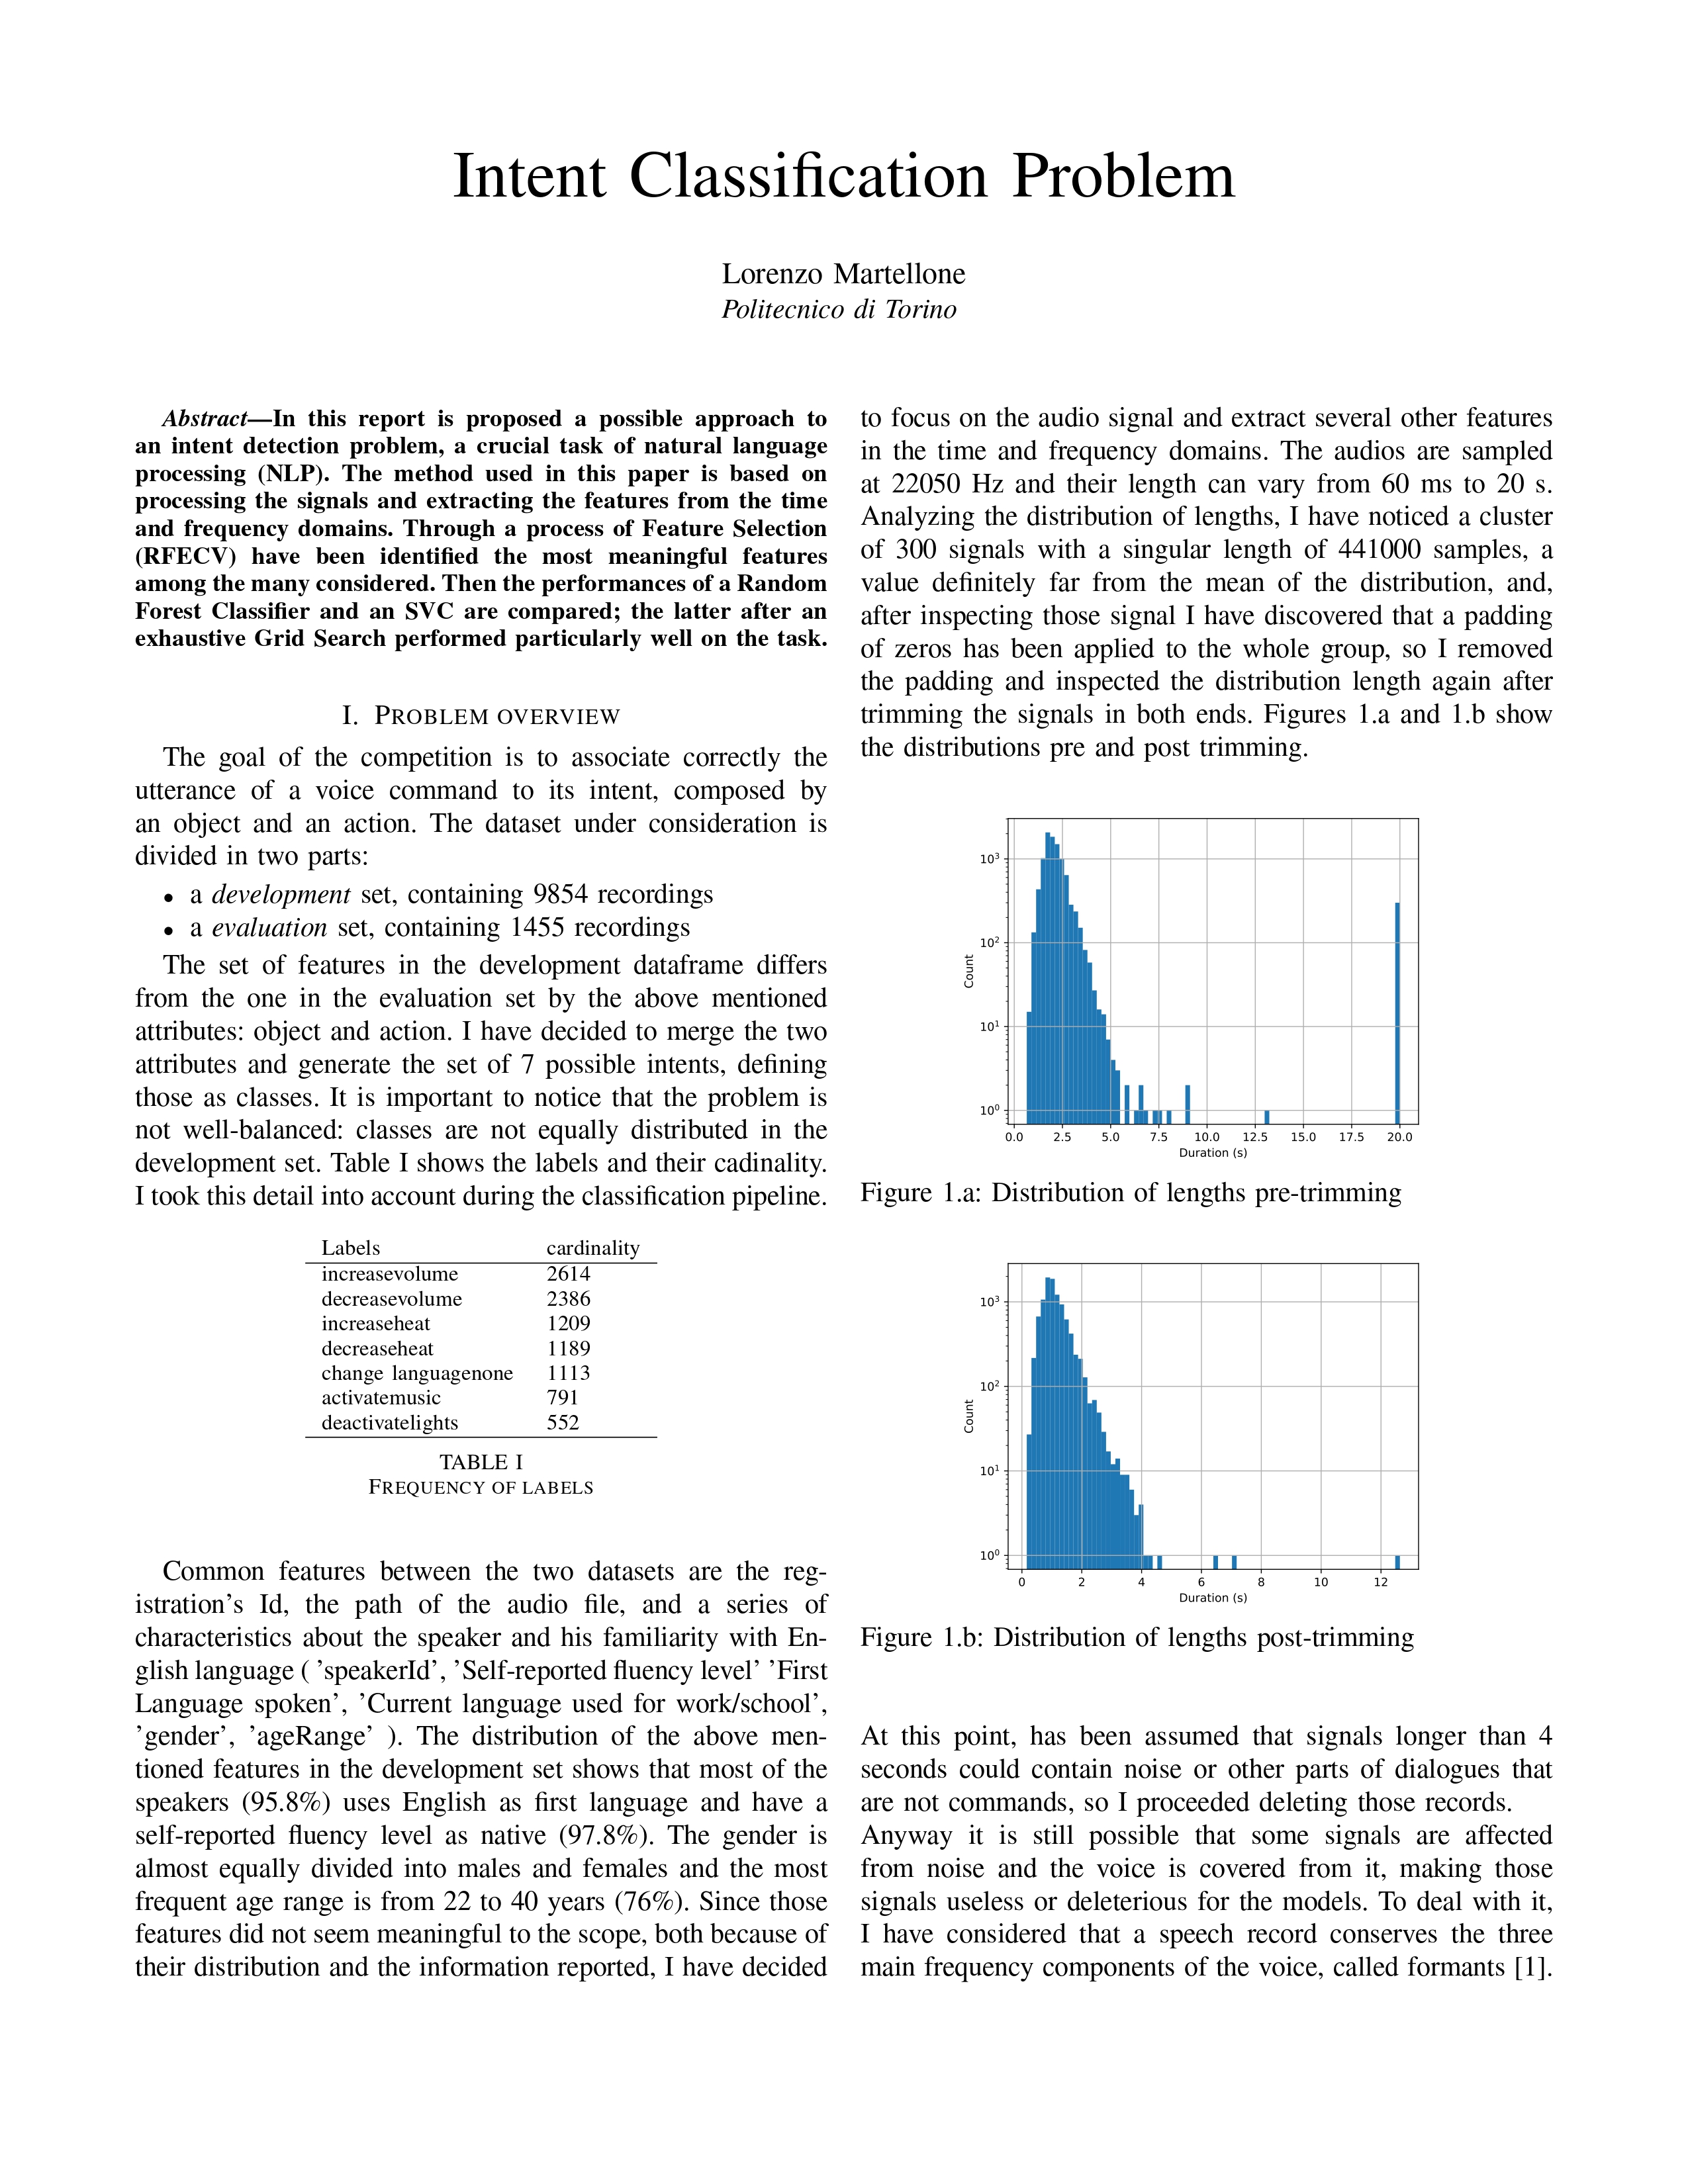 Intent Classification Problem
Lorenzo Martellone
Politecnico di Torino
Abstract—In this report is proposed a possible approach to
an intent detection problem, a crucial task of natural language
processing (NLP). The method used in this paper is based on
processing the signals and extracting the features from the time
and frequency domains. Through a process of Feature Selection
(RFECV) have been identified the most meaningful features
among the many considered. Then the performances of a Random
Forest Classifier and an SVC are compared; the latter after an
exhaustive Grid Search performed particularly well on the task.
I. PROBLEM OVERVIEW
The goal of the competition is to associate correctly the
utterance of a voice command to its intent, composed by
an object and an action. The dataset under consideration is
divided in two parts:
• a development set, containing 9854 recordings
• a evaluation set, containing 1455 recordings
The set of features in the development dataframe differs
from the one in the evaluation set by the above mentioned
attributes: object and action. I have decided to merge the two
attributes and generate the set of 7 possible intents, defining
those as classes. It is important to notice that the problem is
not well-balanced: classes are not equally distributed in the
development set. Table I shows the labels and their cadinality.
I took this detail into account during the classification pipeline.
Labels cardinality
increasevolume 2614
decreasevolume 2386
increaseheat 1209
decreaseheat 1189
change languagenone 1113
activatemusic 791
deactivatelights 552
TABLE I
FREQUENCY OF LABELS
Common features between the two datasets are the reg-
istration's Id, the path of the audio file, and a series of
characteristics about the speaker and his familiarity with En-
glish language ( 'speakerId', 'Self-reported fluency level' 'First
Language spoken', 'Current language used for work/school',
'gender', 'ageRange' ). The distribution of the above men-
tioned features in the development set shows that most of the
speakers (95.8%) uses English as first language and have a
self-reported fluency level as native (97.8%). The gender is
almost equally divided into males and females and the most
frequent age range is from 22 to 40 years (76%). Since those
features did not seem meaningful to the scope, both because of
their distribution and the information reported, I have decided
to focus on the audio signal and extract several other features
in the time and frequency domains. The audios are sampled
at 22050 Hz and their length can vary from 60 ms to 20 s.
Analyzing the distribution of lengths, I have noticed a cluster
of 300 signals with a singular length of 441000 samples, a
value definitely far from the mean of the distribution, and,
after inspecting those signal I have discovered that a padding
of zeros has been applied to the whole group, so I removed
the padding and inspected the distribution length again after
trimming the signals in both ends. Figures 1.a and 1.b show
the distributions pre and post trimming.
10³
10²
10¹
10⁰
Count
0.0 2.5 5.0 7.5 10.0 12.5 15.0 17.5 20.0
Duration (s)
Figure 1.a: Distribution of lengths pre-trimming
10³
10²
10¹
10⁰
Count
0 2 4 6 8 10 12
Duration (s)
Figure 1.b: Distribution of lengths post-trimming
At this point, has been assumed that signals longer than 4
seconds could contain noise or other parts of dialogues that
are not commands, so I proceeded deleting those records.
Anyway it is still possible that some signals are affected
from noise and the voice is covered from it, making those
signals useless or deleterious for the models. To deal with it,
I have considered that a speech record conserves the three
main frequency components of the voice, called formants [1].